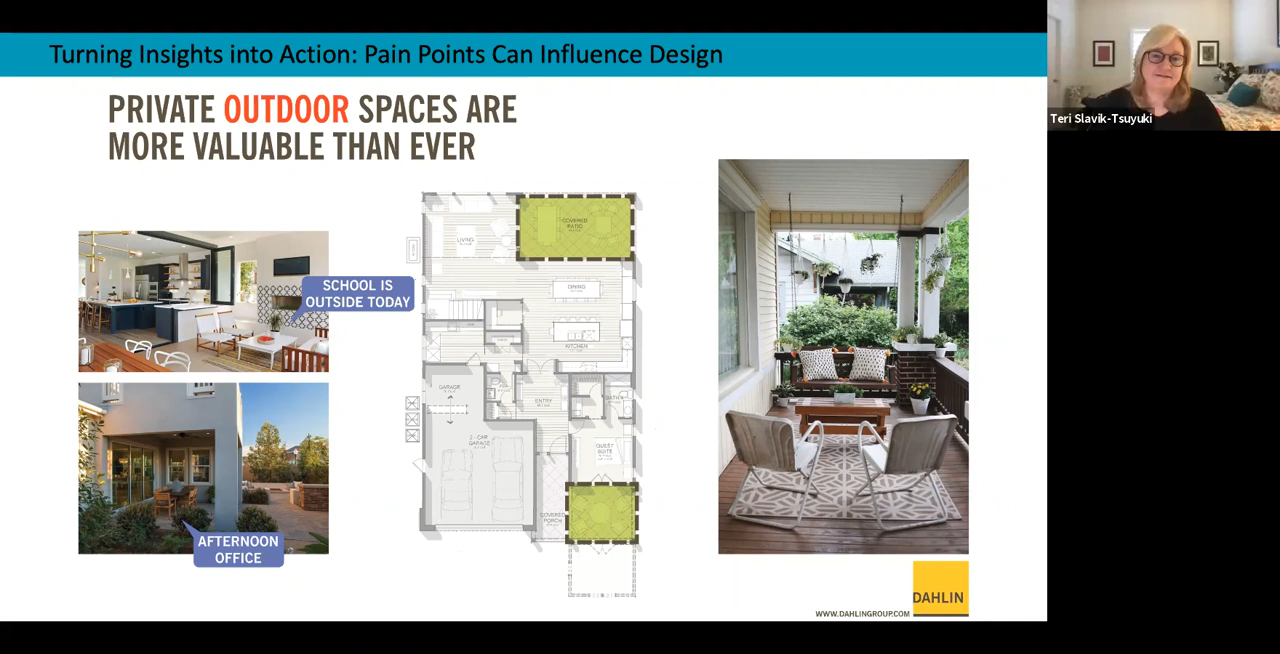 Turning Insights into Action: Pain Points Can Influence Design
PRIVATE OUTDOOR SPACES ARE
MORE VALUABLE THAN EVER
SCHOOL IS
OUTSIDE TODAY
AFTERNOON
OFFICE
COVERED
PATIO
LIVING
DINING
KITCHEN
GARAGE
ENTRY
BATH
2 - CAR
GARAGE
GUEST
SUITE
COVERED
PORCH
DAHLIN
WWW.DAHLINGROUP.COM
Teri Slavik-Tsuyuki